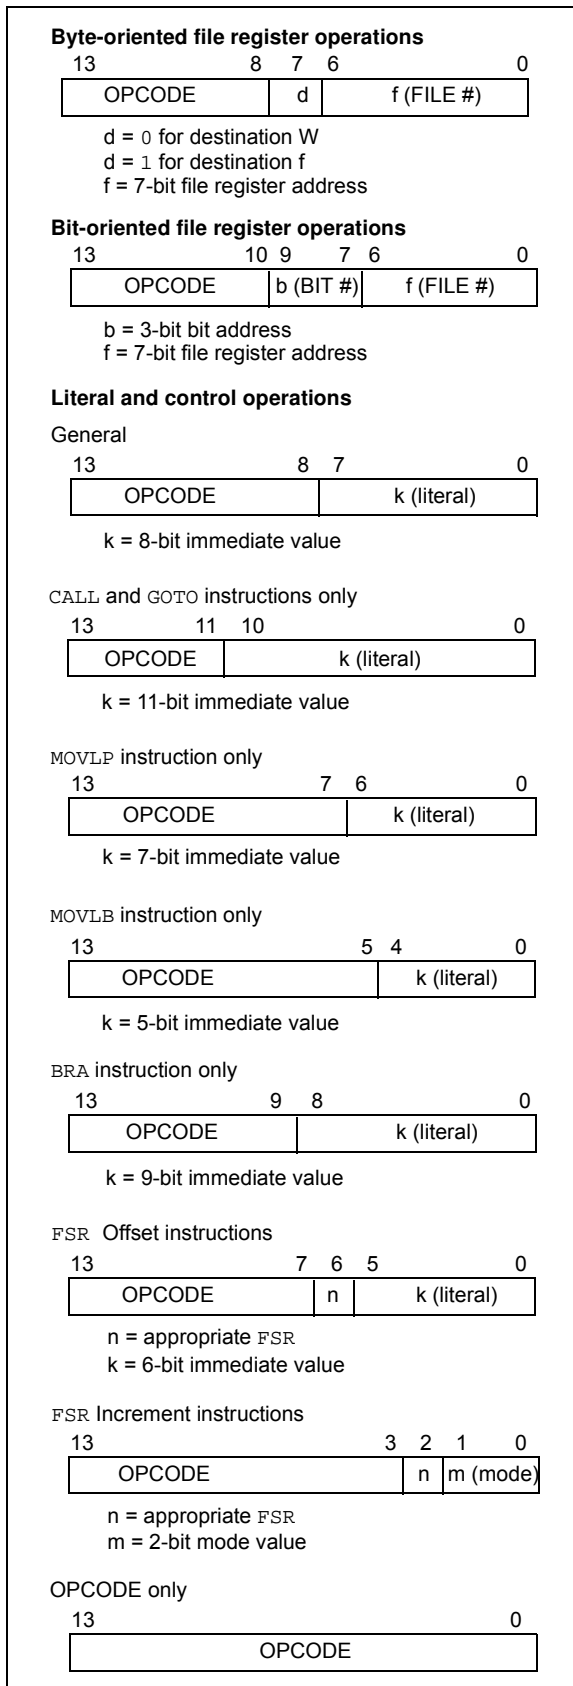 Byte-oriented file register operations
13 8 7 6 0
OPCODE d f (FILE #)
d = 0 for destination W
d = 1 for destination f
f = 7-bit file register address
Bit-oriented file register operations
13 10 9 7 6 0
OPCODE b (BIT #) f (FILE #)
b = 3-bit bit address
f = 7-bit file register address
Literal and control operations
General
13 8 7 0
OPCODE k (literal)
k = 8-bit immediate value
CALL and GOTO instructions only
13 11 10 0
OPCODE k (literal)
k = 11-bit immediate value
MOVLP instruction only
13 7 6 0
OPCODE k (literal)
k = 7-bit immediate value
MOVLB instruction only
13 5 4 0
OPCODE k (literal)
k = 5-bit immediate value
BRA instruction only
13 9 8 0
OPCODE k (literal)
k = 9-bit immediate value
FSR Offset instructions
13 7 6 5 0
OPCODE n k (literal)
n = appropriate FSR
k = 6-bit immediate value
FSR Increment instructions
13 3 2 1 0
OPCODE n m (mode)
n = appropriate FSR
m = 2-bit mode value
OPCODE only
13 0
OPCODE